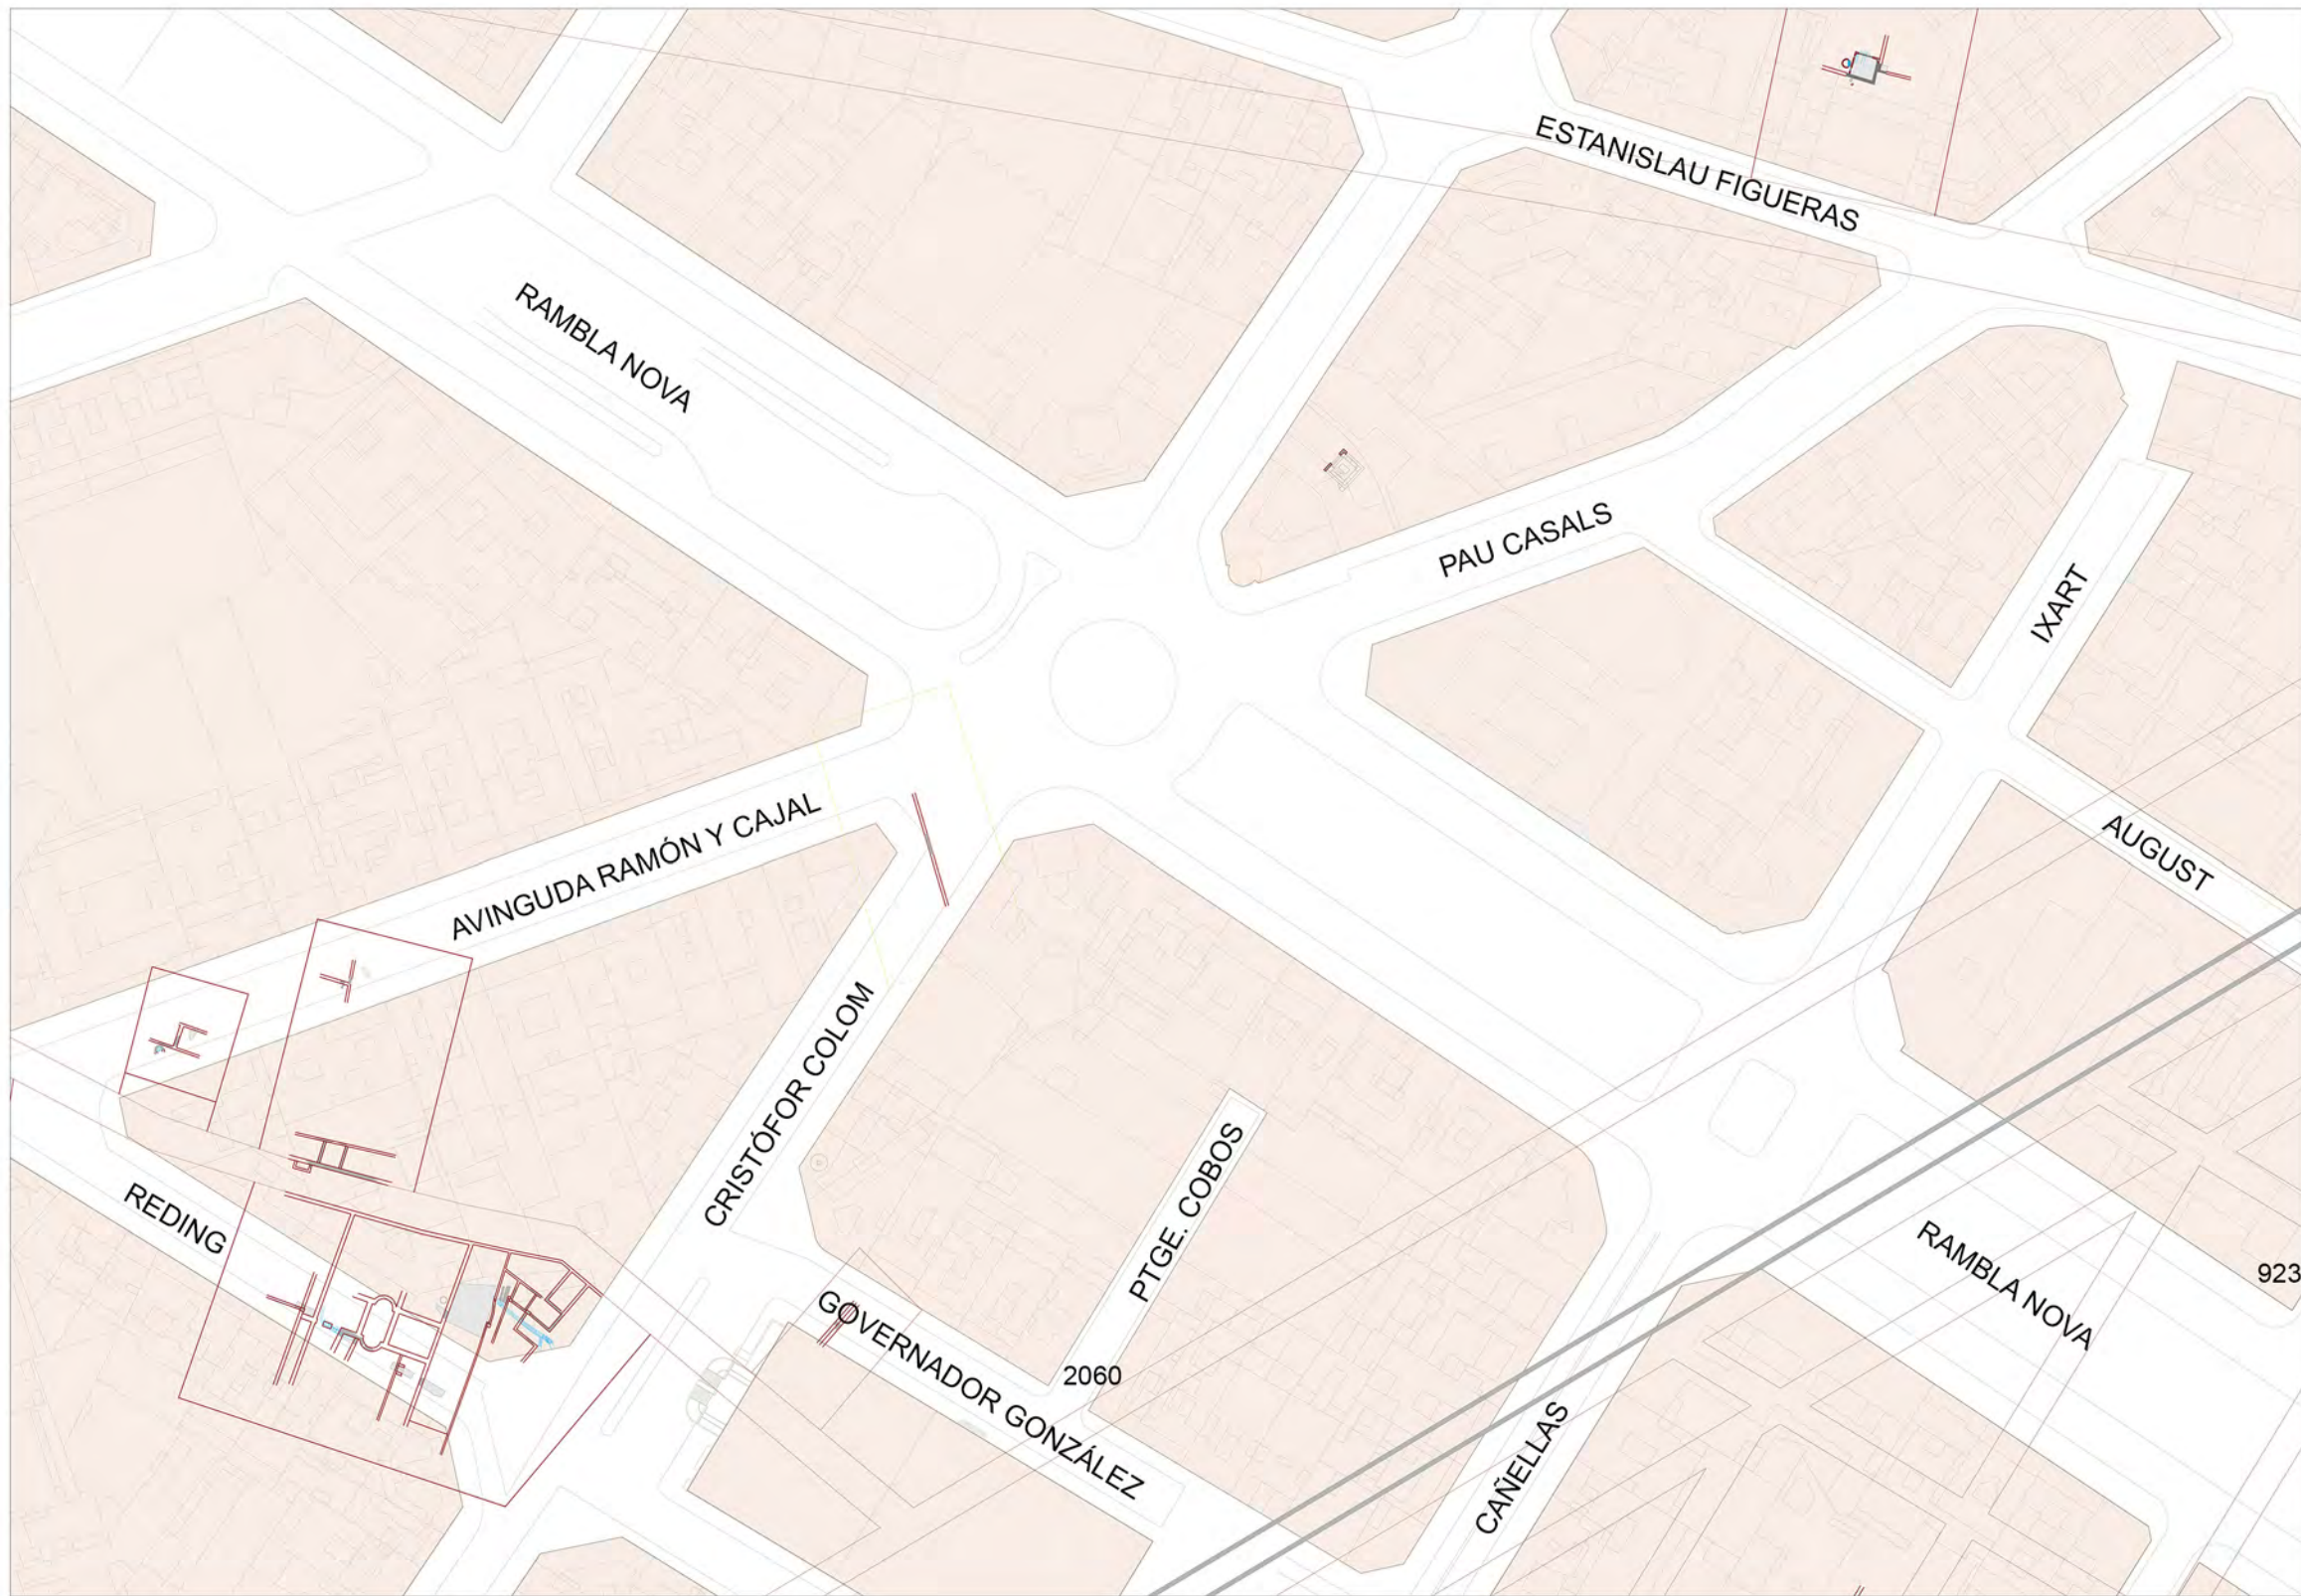 ESTANISLAU FIGUERAS
RAMBLA NOVA
PAU CASALS
IXART
AVINGUDA RAMÓN Y CAJAL
AUGUST
CRISTÓFOR COLOM
PTGE. COBOS
REDING
RAMBLA NOVA
923
GOVERNADOR GONZÁLEZ
2060
CAÑELLAS